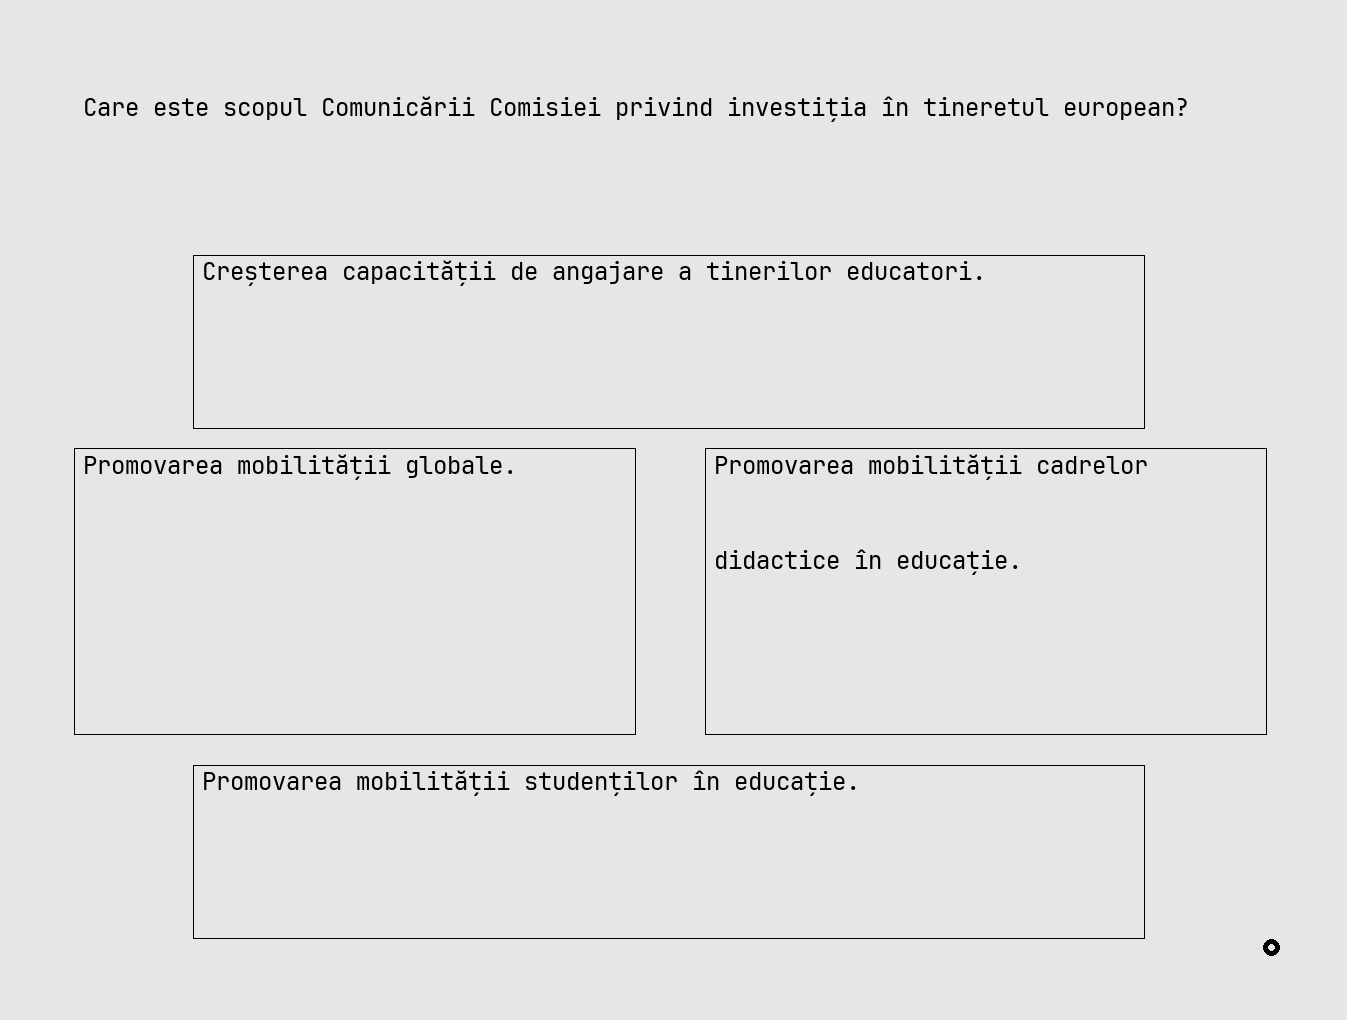 Care este scopul Comunicării Comisiei privind investiția în tineretul european?
Creșterea capacității de angajare a tinerilor educatori.
Promovarea mobilității globale.
Promovarea mobilității cadrelor
didactice în educație.
Promovarea mobilității studenților în educație.